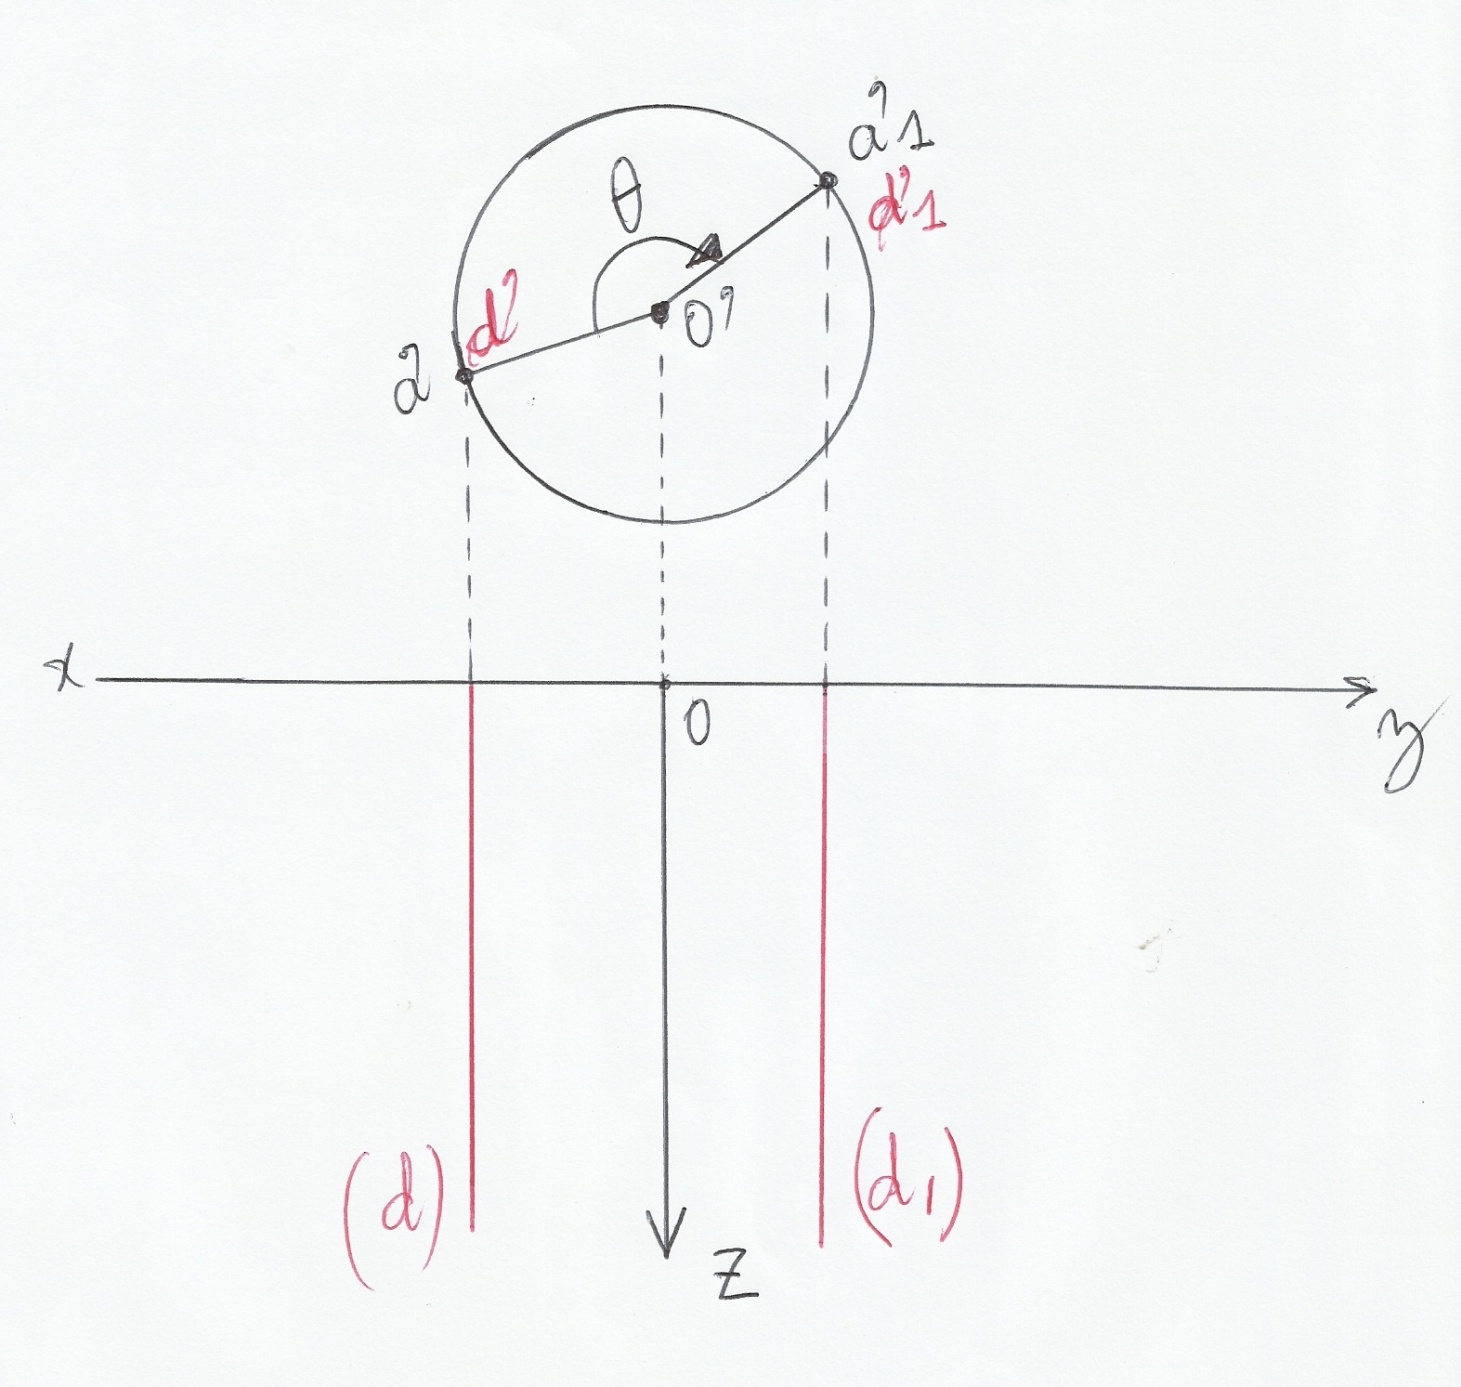 a'1
d'1
θ
d'
O'
a'
x
O
y
(d)
(d1)
z